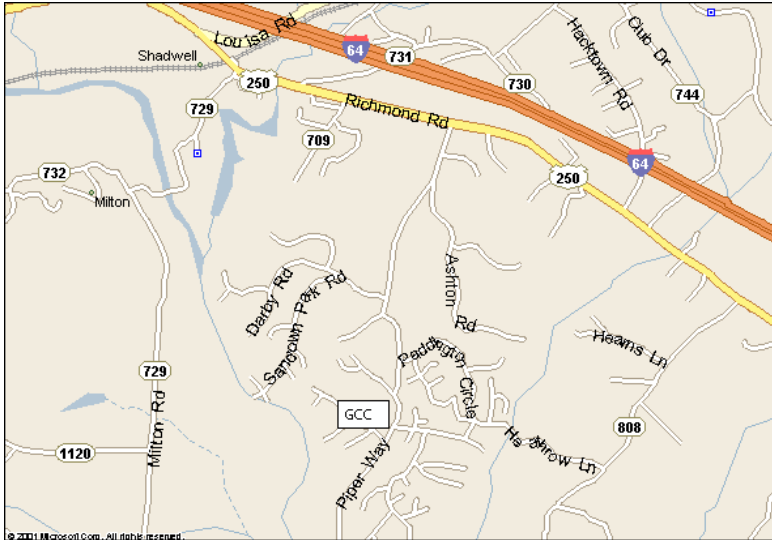 Louisa Rd
64
731
Shadwell
250
729
Richmond Rd
730
Hacktown Rd
Club Dr
744
709
64
250
732
Milton
Ashton Rd
Darby Rd
Sandown Park Rd
Hearns Ln
Paddington Circle
729
Milton Rd
GCC
808
Heathrow Ln
1120
Piper Way
© 2001 Microsoft Corp. All rights reserved.